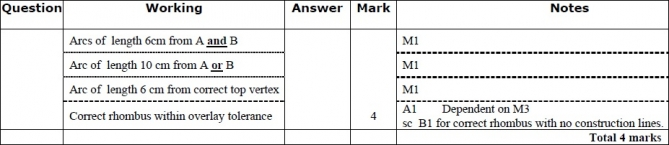 Question Working Answer Mark Notes
Arcs of length 6cm from A and B M1
Arc of length 10 cm from A or B M1
Arc of length 6 cm from correct top vertex M1
Correct rhombus within overlay tolerance 4 A1 Dependent on M3
sc B1 for correct rhombus with no construction lines.
Total 4 marks